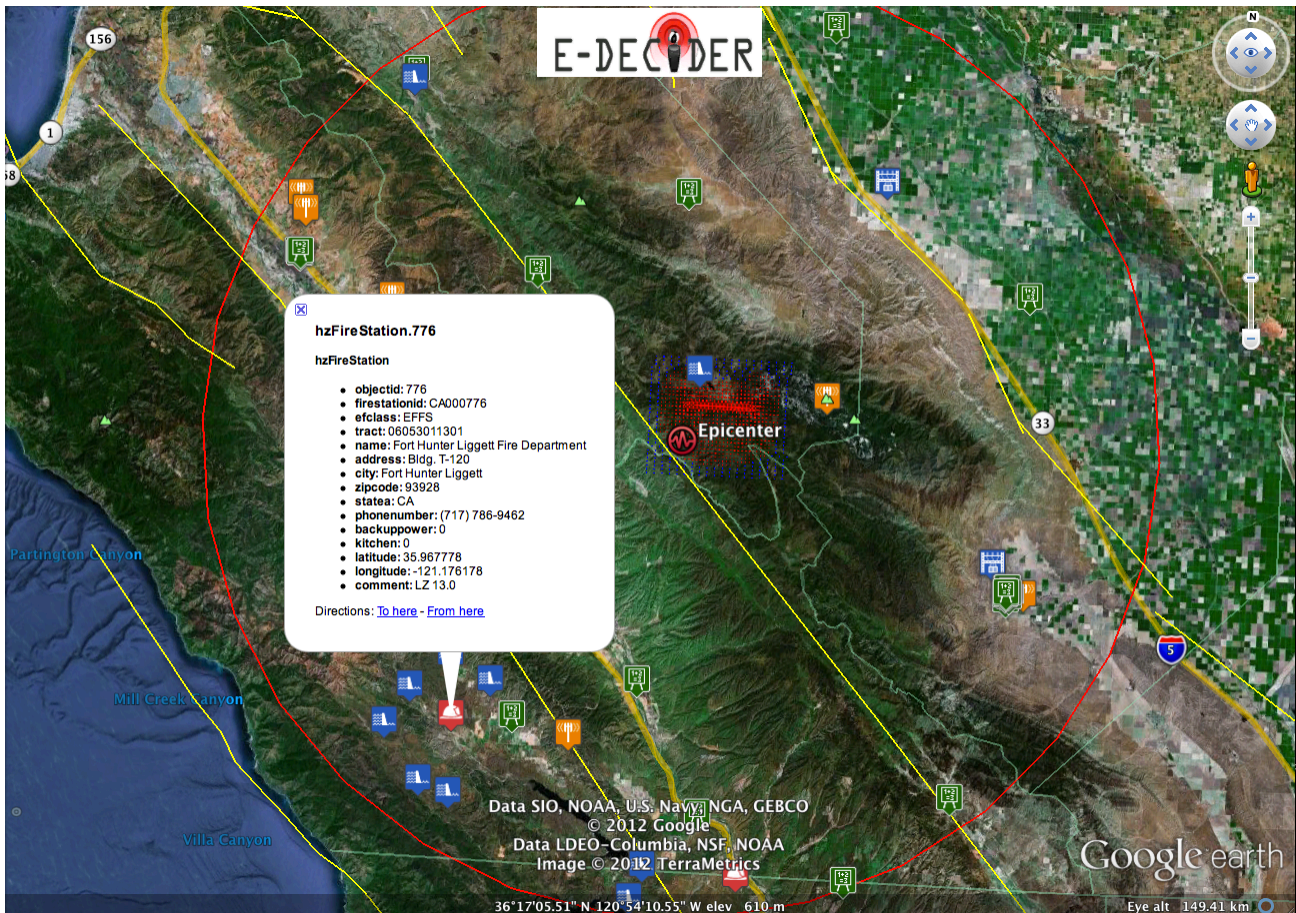 156
E-DECIDER
N
1
68
hzFireStation.776
hzFireStation
objectid: 776
firestationid: CA000776
efclass: EFFS
tract: 06053011301
name: Fort Hunter Liggett Fire Department
address: Bldg. T-120
city: Fort Hunter Liggett
zipcode: 93928
statea: CA
phonenumber: (717) 786-9462
backuppower: 0
kitchen: 0
latitude: 35.967778
longitude: -121.176178
comment: LZ 13.0
Directions: To here - From here
Epicenter
33
Partington Canyon
5
Mill Creek Canyon
Villa Canyon
Data SIO, NOAA, U.S. Navy, NGA, GEBCO
© 2012 Google
Data LDEO-Columbia, NSF, NOAA
Image © 2012 TerraMetrics
Google earth
36°17'05.51" N 120°54'10.55" W elev 610 m
Eye alt 149.41 km